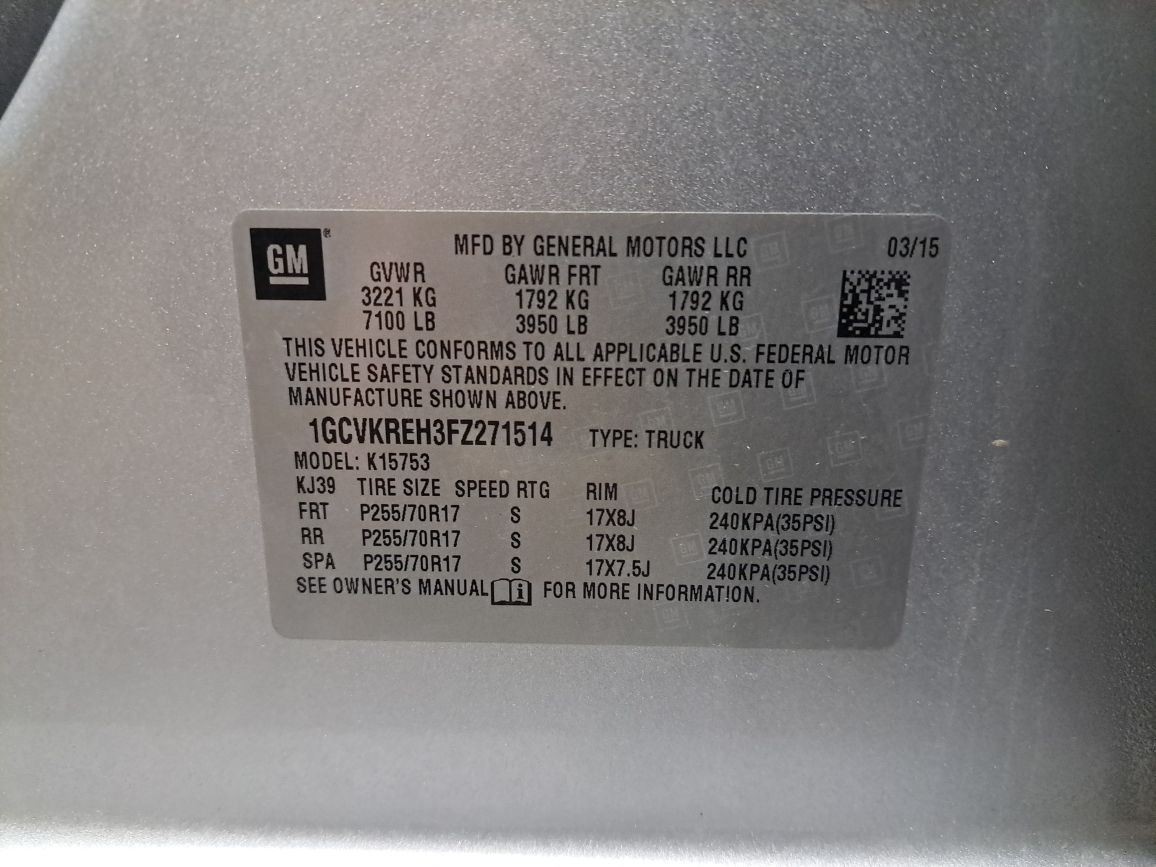 GM®
MFD BY GENERAL MOTORS LLC 03/15
GVWR GAWR FRT GAWR RR
3221 KG 1792 KG 1792 KG
7100 LB 3950 LB 3950 LB
THIS VEHICLE CONFORMS TO ALL APPLICABLE U.S. FEDERAL MOTOR
VEHICLE SAFETY STANDARDS IN EFFECT ON THE DATE OF
MANUFACTURE SHOWN ABOVE.
1GCVKREH3FZ271514 TYPE: TRUCK
MODEL: K15753
KJ39 TIRE SIZE SPEED RTG RIM COLD TIRE PRESSURE
FRT P255/70R17 S 17X8J 240KPA(35PSI)
RR P255/70R17 S 17X8J 240KPA(35PSI)
SPA P255/70R17 S 17X7.5J 240KPA(35PSI)
SEE OWNER'S MANUAL FOR MORE INFORMATION.